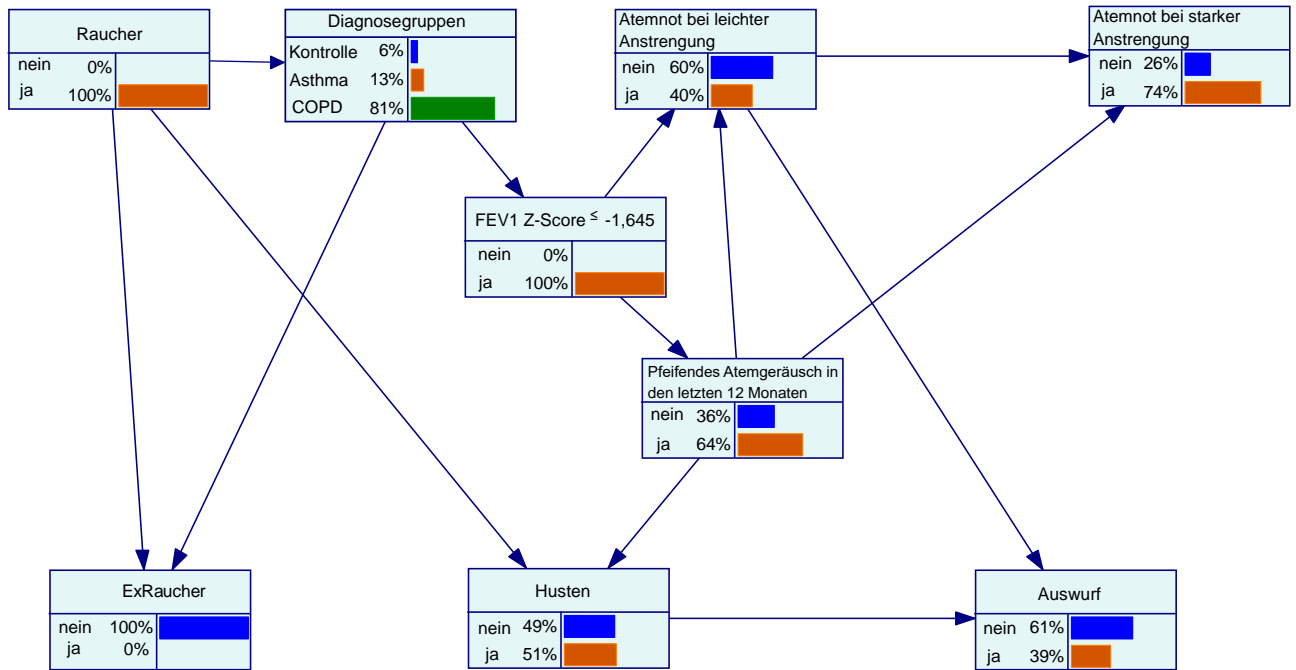 Raucher
nein 0%
ja 100%
Diagnosegruppen
Kontrolle 6%
Asthma 13%
COPD 81%
Atemnot bei leichter
Anstrengung
nein 60%
ja 40%
Atemnot bei starker
Anstrengung
nein 26%
ja 74%
FEV1 Z-Score ≤ -1,645
nein 0%
ja 100%
Pfeifendes Atemgeräusch in
den letzten 12 Monaten
nein 36%
ja 64%
ExRaucher
nein 100%
ja 0%
Husten
nein 49%
ja 51%
Auswurf
nein 61%
ja 39%